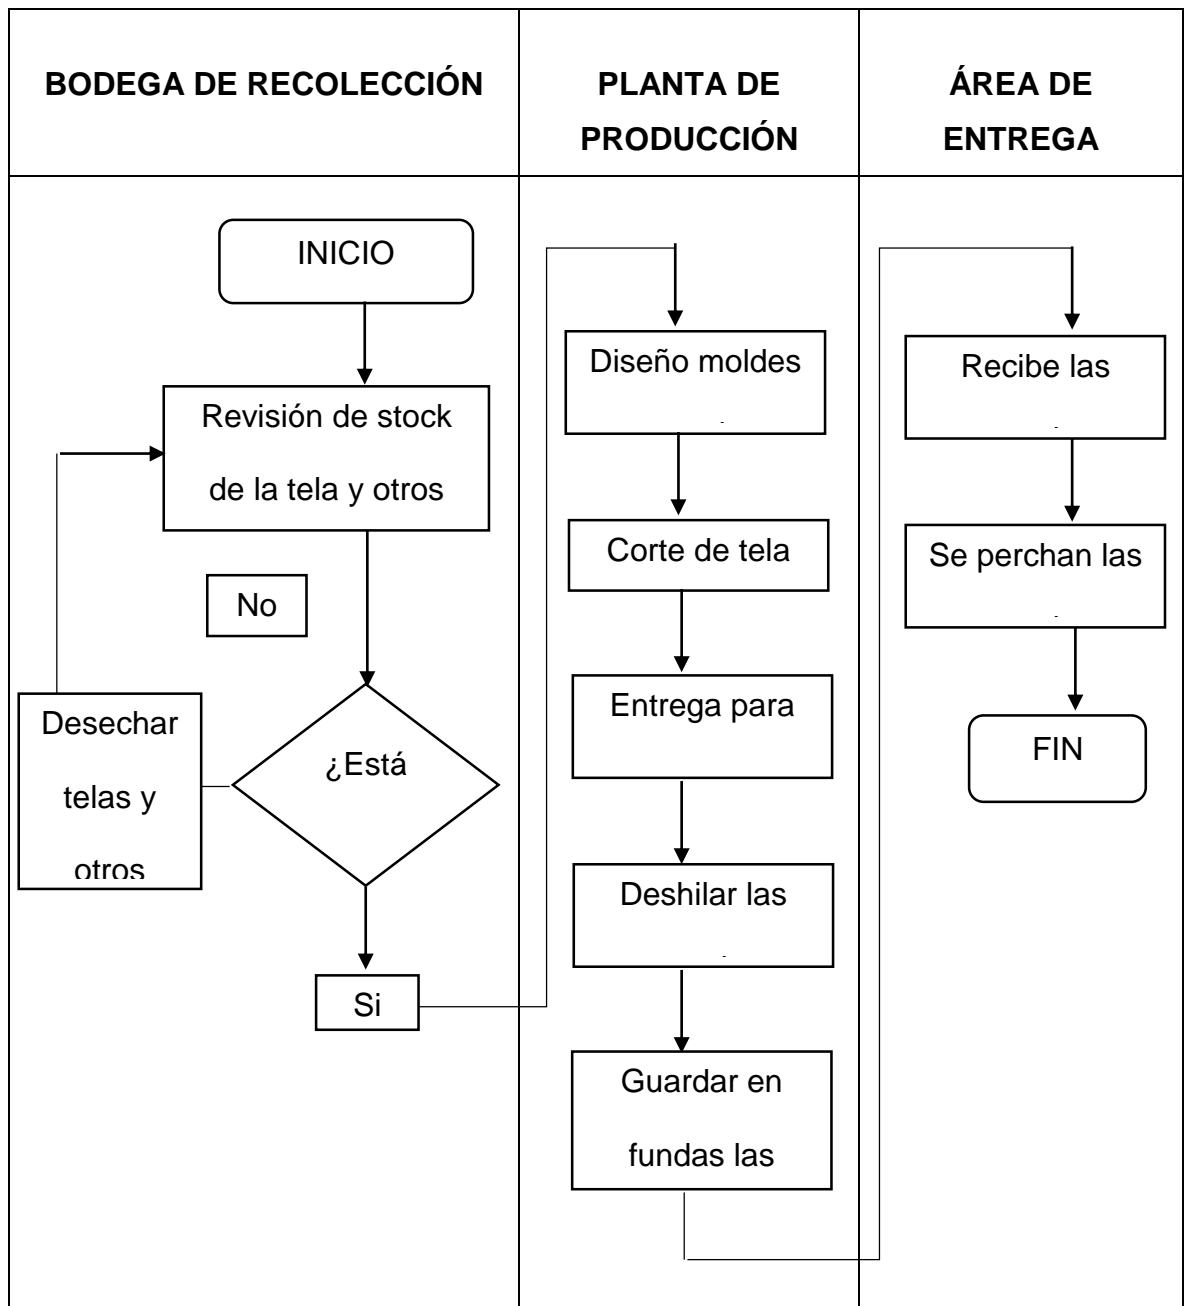 BODEGA DE RECOLECCIÓN
PLANTA DE
PRODUCCIÓN
ÁREA DE
ENTREGA
INICIO
Revisión de stock
de la tela y otros
No
Desechar
telas y
otros
¿Está
Si
Diseño moldes
Corte de tela
Entrega para
Deshilar las
Guardar en
fundas las
Recibe las
Se perchan las
FIN